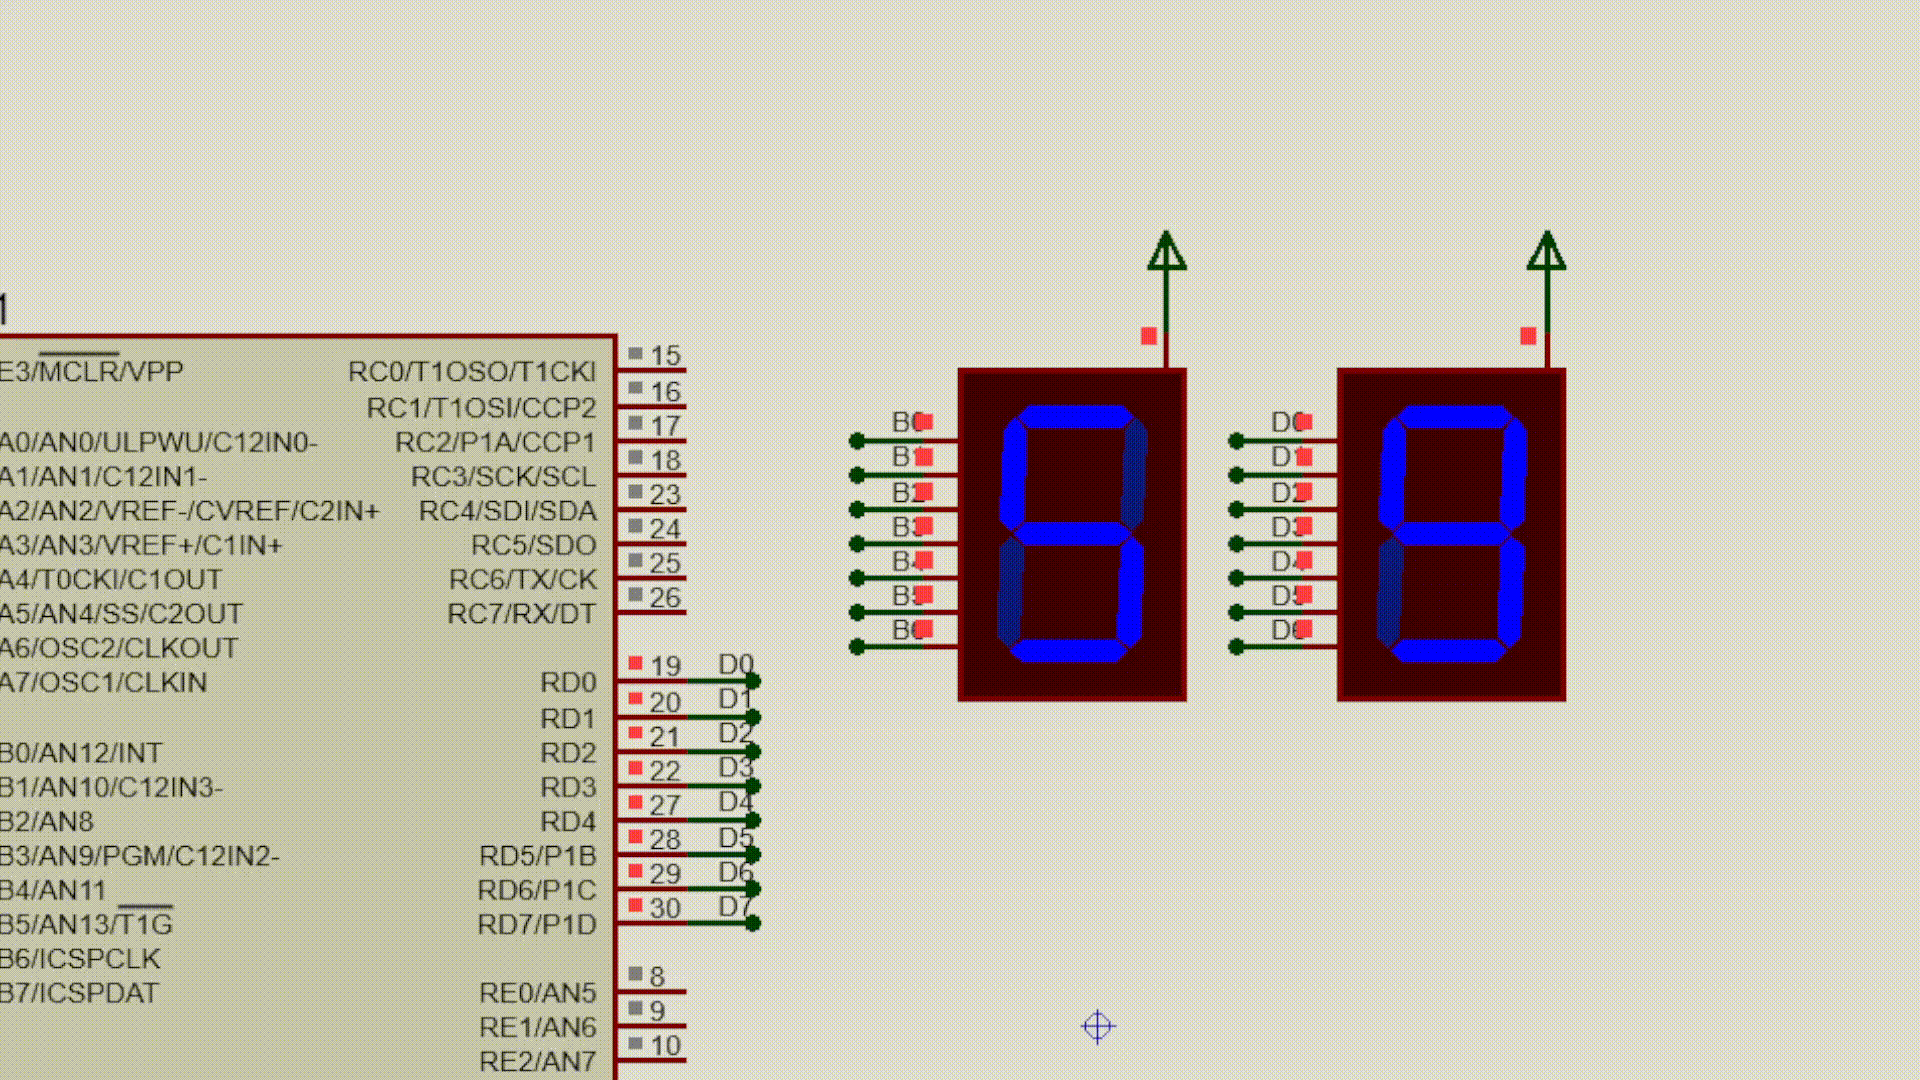 1
E3/MCLR/VPP
A0/AN0/ULPWU/C12IN0-
A1/AN1/C12IN1-
A2/AN2/VREF-/CVREF/C2IN+
A3/AN3/VREF+/C1IN+
A4/T0CKI/C1OUT
A5/AN4/SS/C2OUT
A6/OSC2/CLKOUT
A7/OSC1/CLKIN
B0/AN12/INT
B1/AN10/C12IN3-
B2/AN8
B3/AN9/PGM/C12IN2-
B4/AN11
B5/AN13/T1G
B6/ICSPCLK
B7/ICSPDAT
RC0/T1OSO/T1CKI 15
RC1/T1OSI/CCP2 16
RC2/P1A/CCP1 17
RC3/SCK/SCL 18
RC4/SDI/SDA 23
RC5/SDO 24
RC6/TX/CK 25
RC7/RX/DT 26
RD0 19 D0
RD1 20 D1
RD2 21 D2
RD3 22 D3
RD4 27 D4
RD5/P1B 28 D5
RD6/P1C 29 D6
RD7/P1D 30 D7
RE0/AN5 8
RE1/AN6 9
RE2/AN7 10
B0
B1
B2
B3
B4
B5
B6
5
D0
D1
D2
D3
D4
D5
D6
9